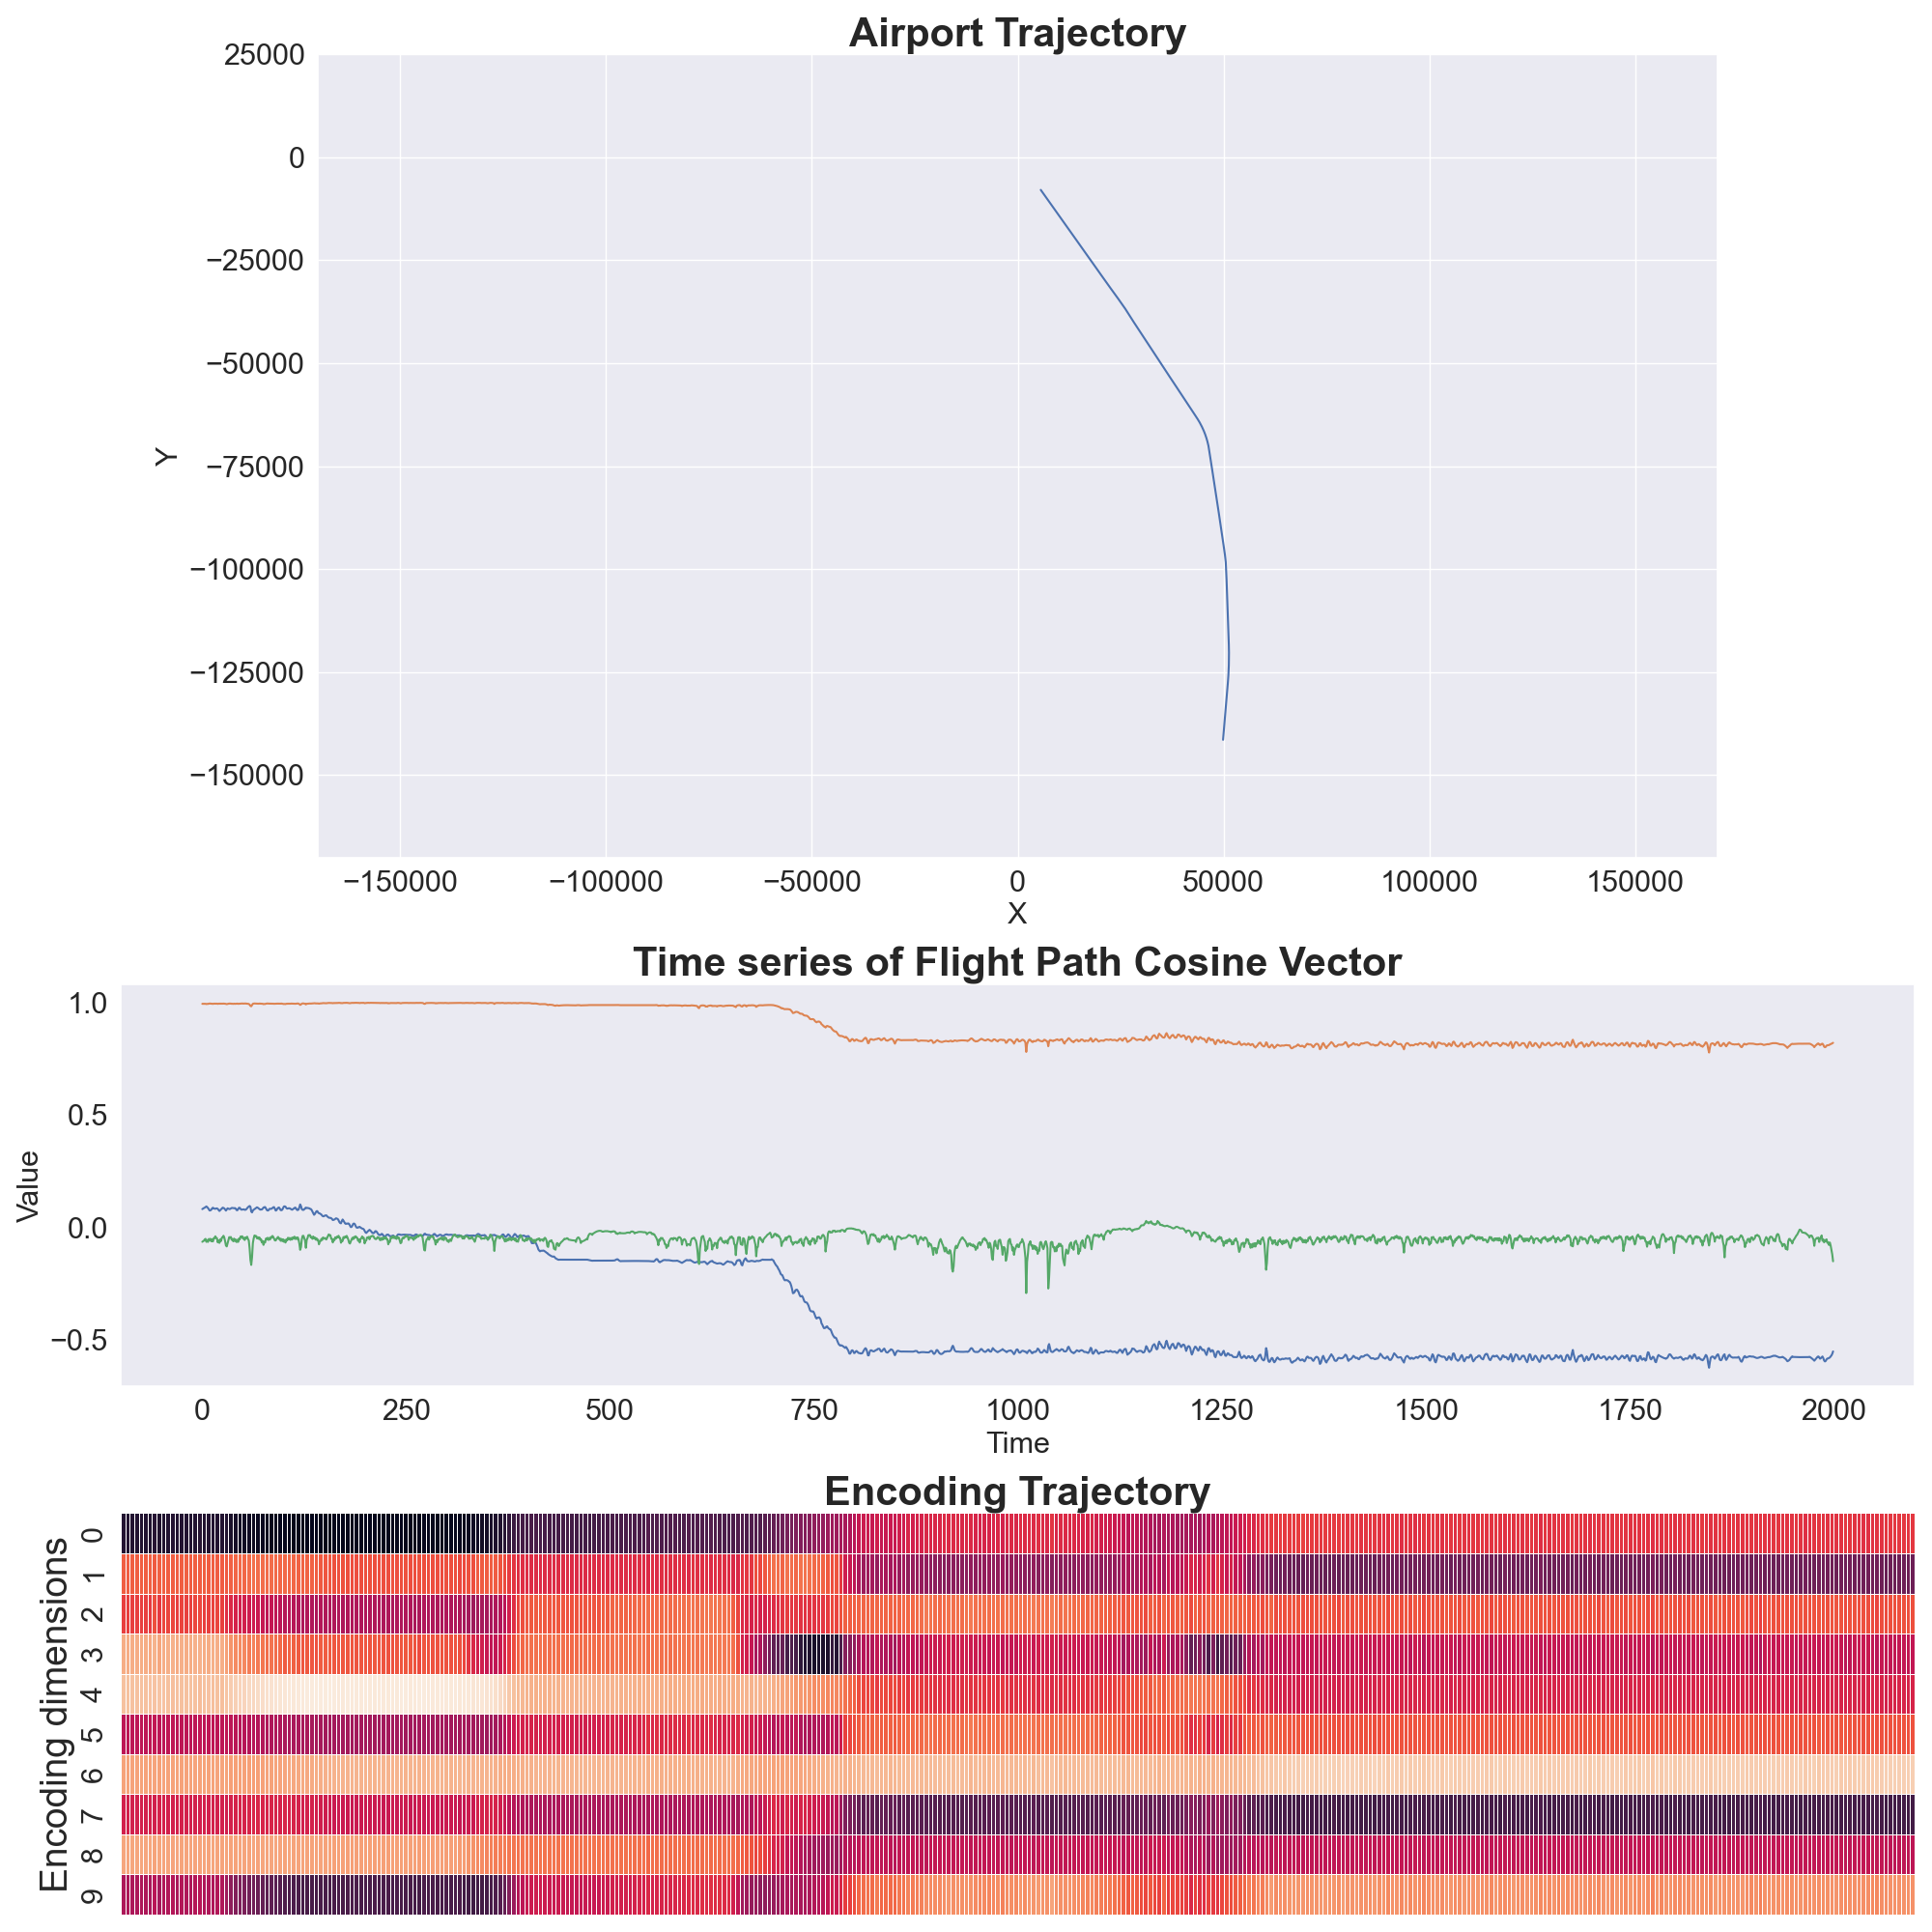 Airport Trajectory
25000
0
−25000
−50000
−75000
−100000
−125000
−150000
Y
−150000 −100000 −50000 0 50000 100000 150000
X
Time series of Flight Path Cosine Vector
1.0
0.5
0.0
−0.5
Value
0 250 500 750 1000 1250 1500 1750 2000
Time
Encoding Trajectory
0
1
2
3
4
5
6
7
8
9
Encoding dimensions